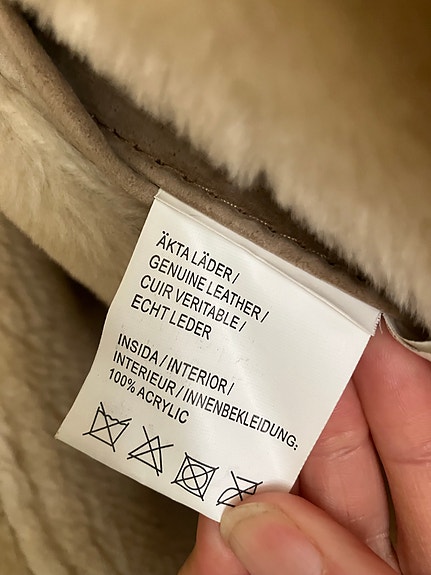 ÄKTA LÄDER /
GENUINE LEATHER /
CUIR VERITABLE /
ECHT LEDER
INSIDA / INTERIOR /
INTERIEUR / INNENBEKLEIDUNG:
100% ACRYLIC